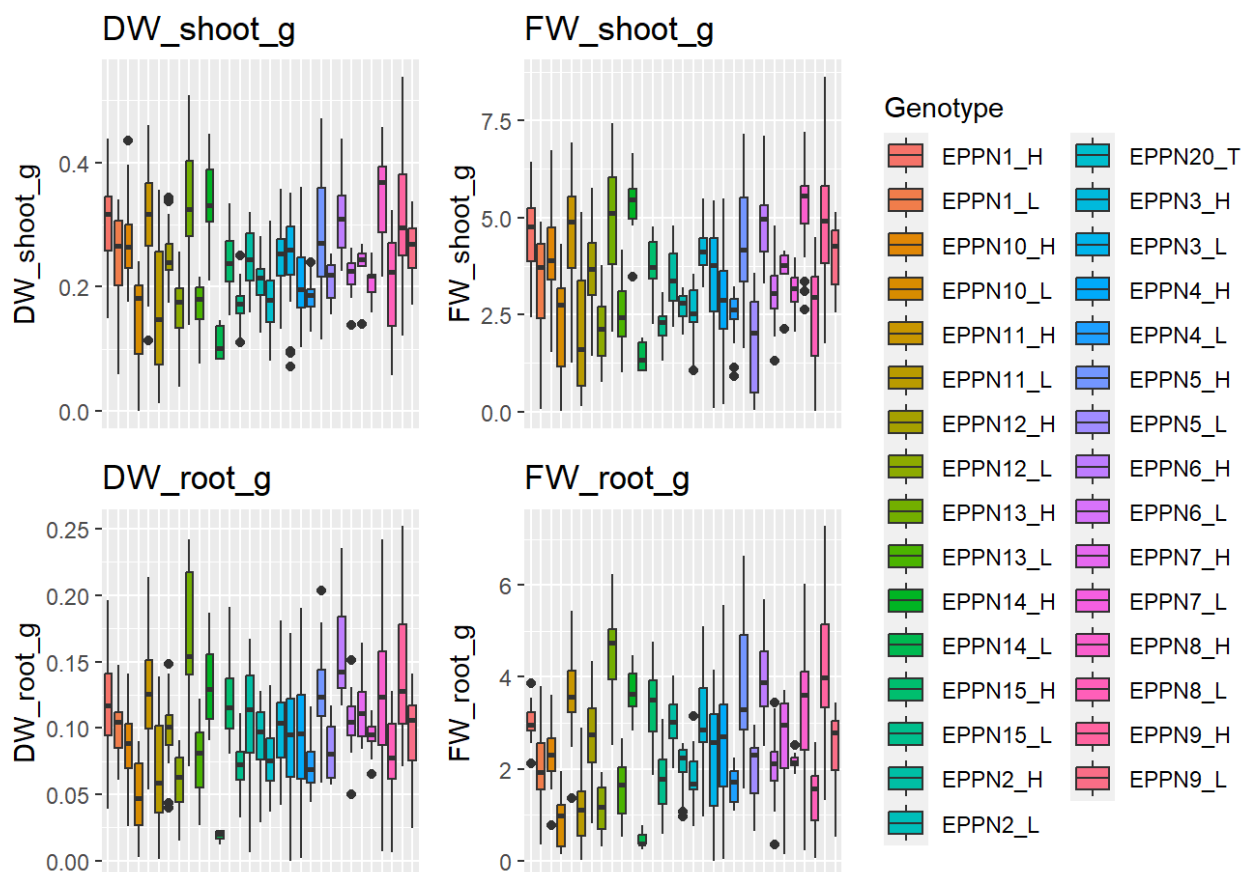 DW_shoot_g
DW_shoot_g
0.4
0.2
0.0
FW_shoot_g
FW_shoot_g
7.5
5.0
2.5
0.0
DW_root_g
DW_root_g
0.25
0.20
0.15
0.10
0.05
0.00
FW_root_g
FW_root_g
6
4
2
0
Genotype
EPPN1_H
EPPN1_L
EPPN10_H
EPPN10_L
EPPN11_H
EPPN11_L
EPPN12_H
EPPN12_L
EPPN13_H
EPPN13_L
EPPN14_H
EPPN14_L
EPPN15_H
EPPN15_L
EPPN2_H
EPPN2_L
EPPN20_T
EPPN3_H
EPPN3_L
EPPN4_H
EPPN4_L
EPPN5_H
EPPN5_L
EPPN6_H
EPPN6_L
EPPN7_H
EPPN7_L
EPPN8_H
EPPN8_L
EPPN9_H
EPPN9_L